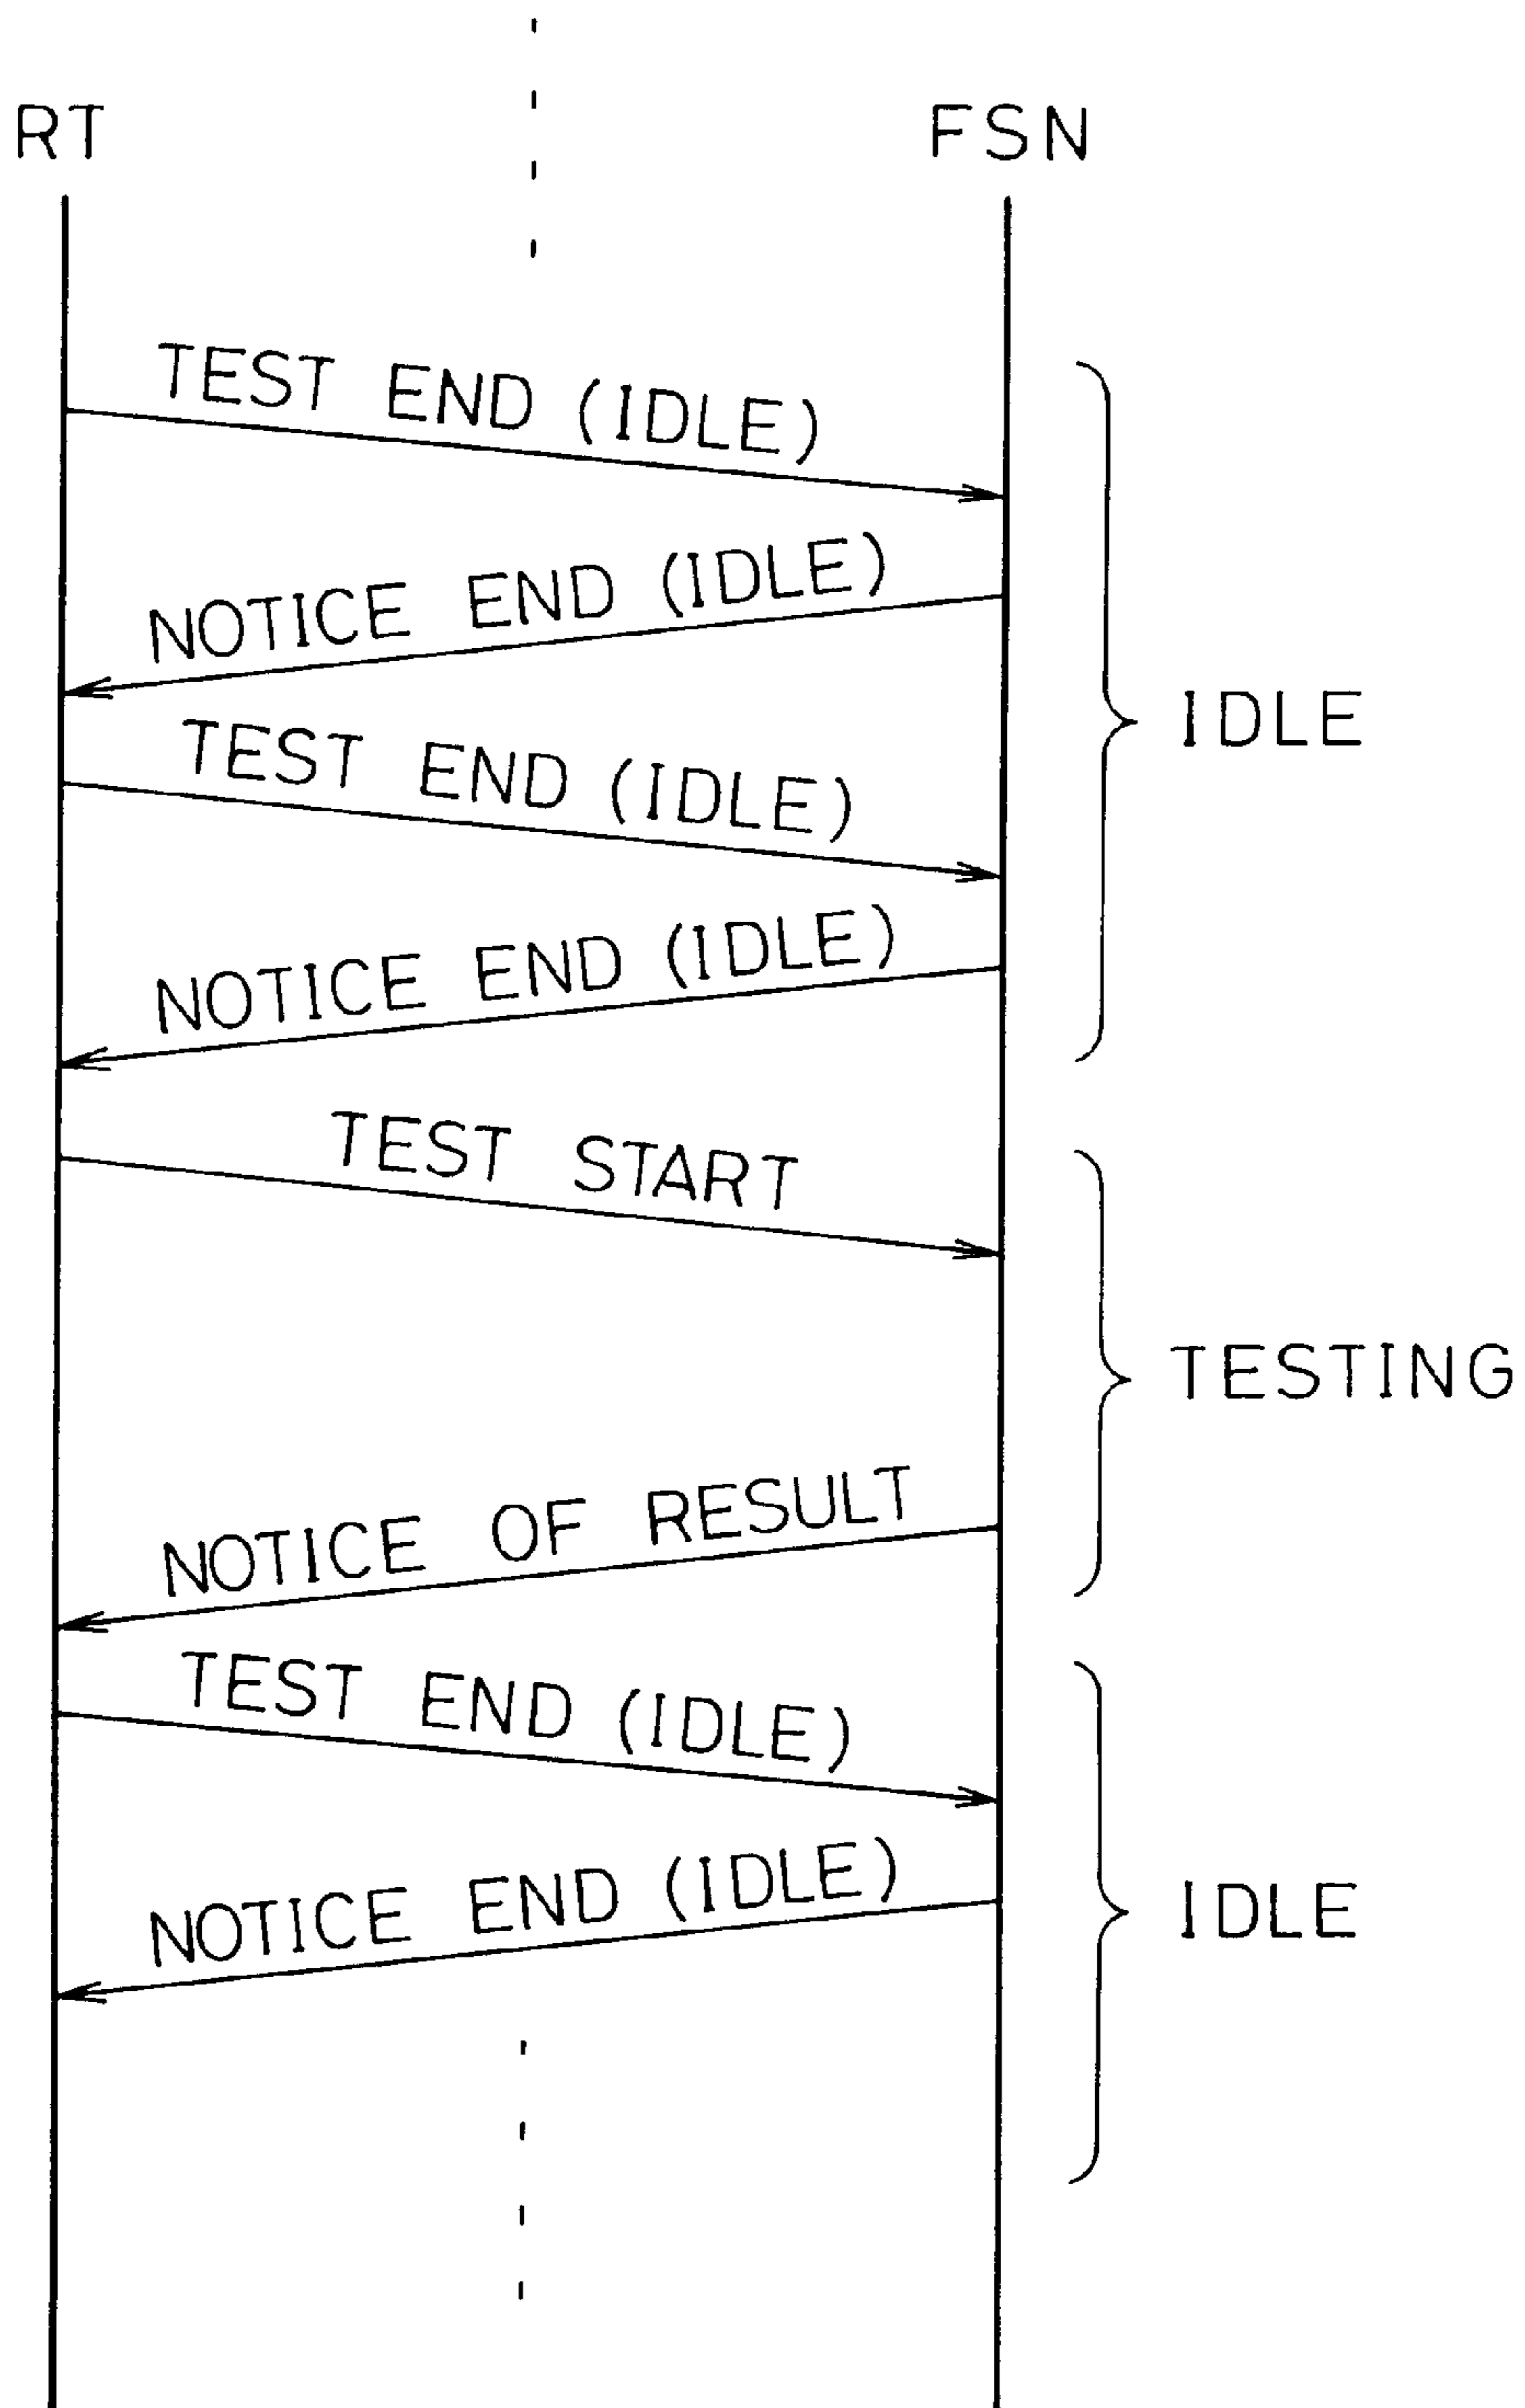 RT
FSN
TEST END (IDLE)
NOTICE END (IDLE)
IDLE
TEST END (IDLE)
NOTICE END (IDLE)
TEST START
TESTING
NOTICE OF RESULT
TEST END (IDLE)
NOTICE END (IDLE)
IDLE